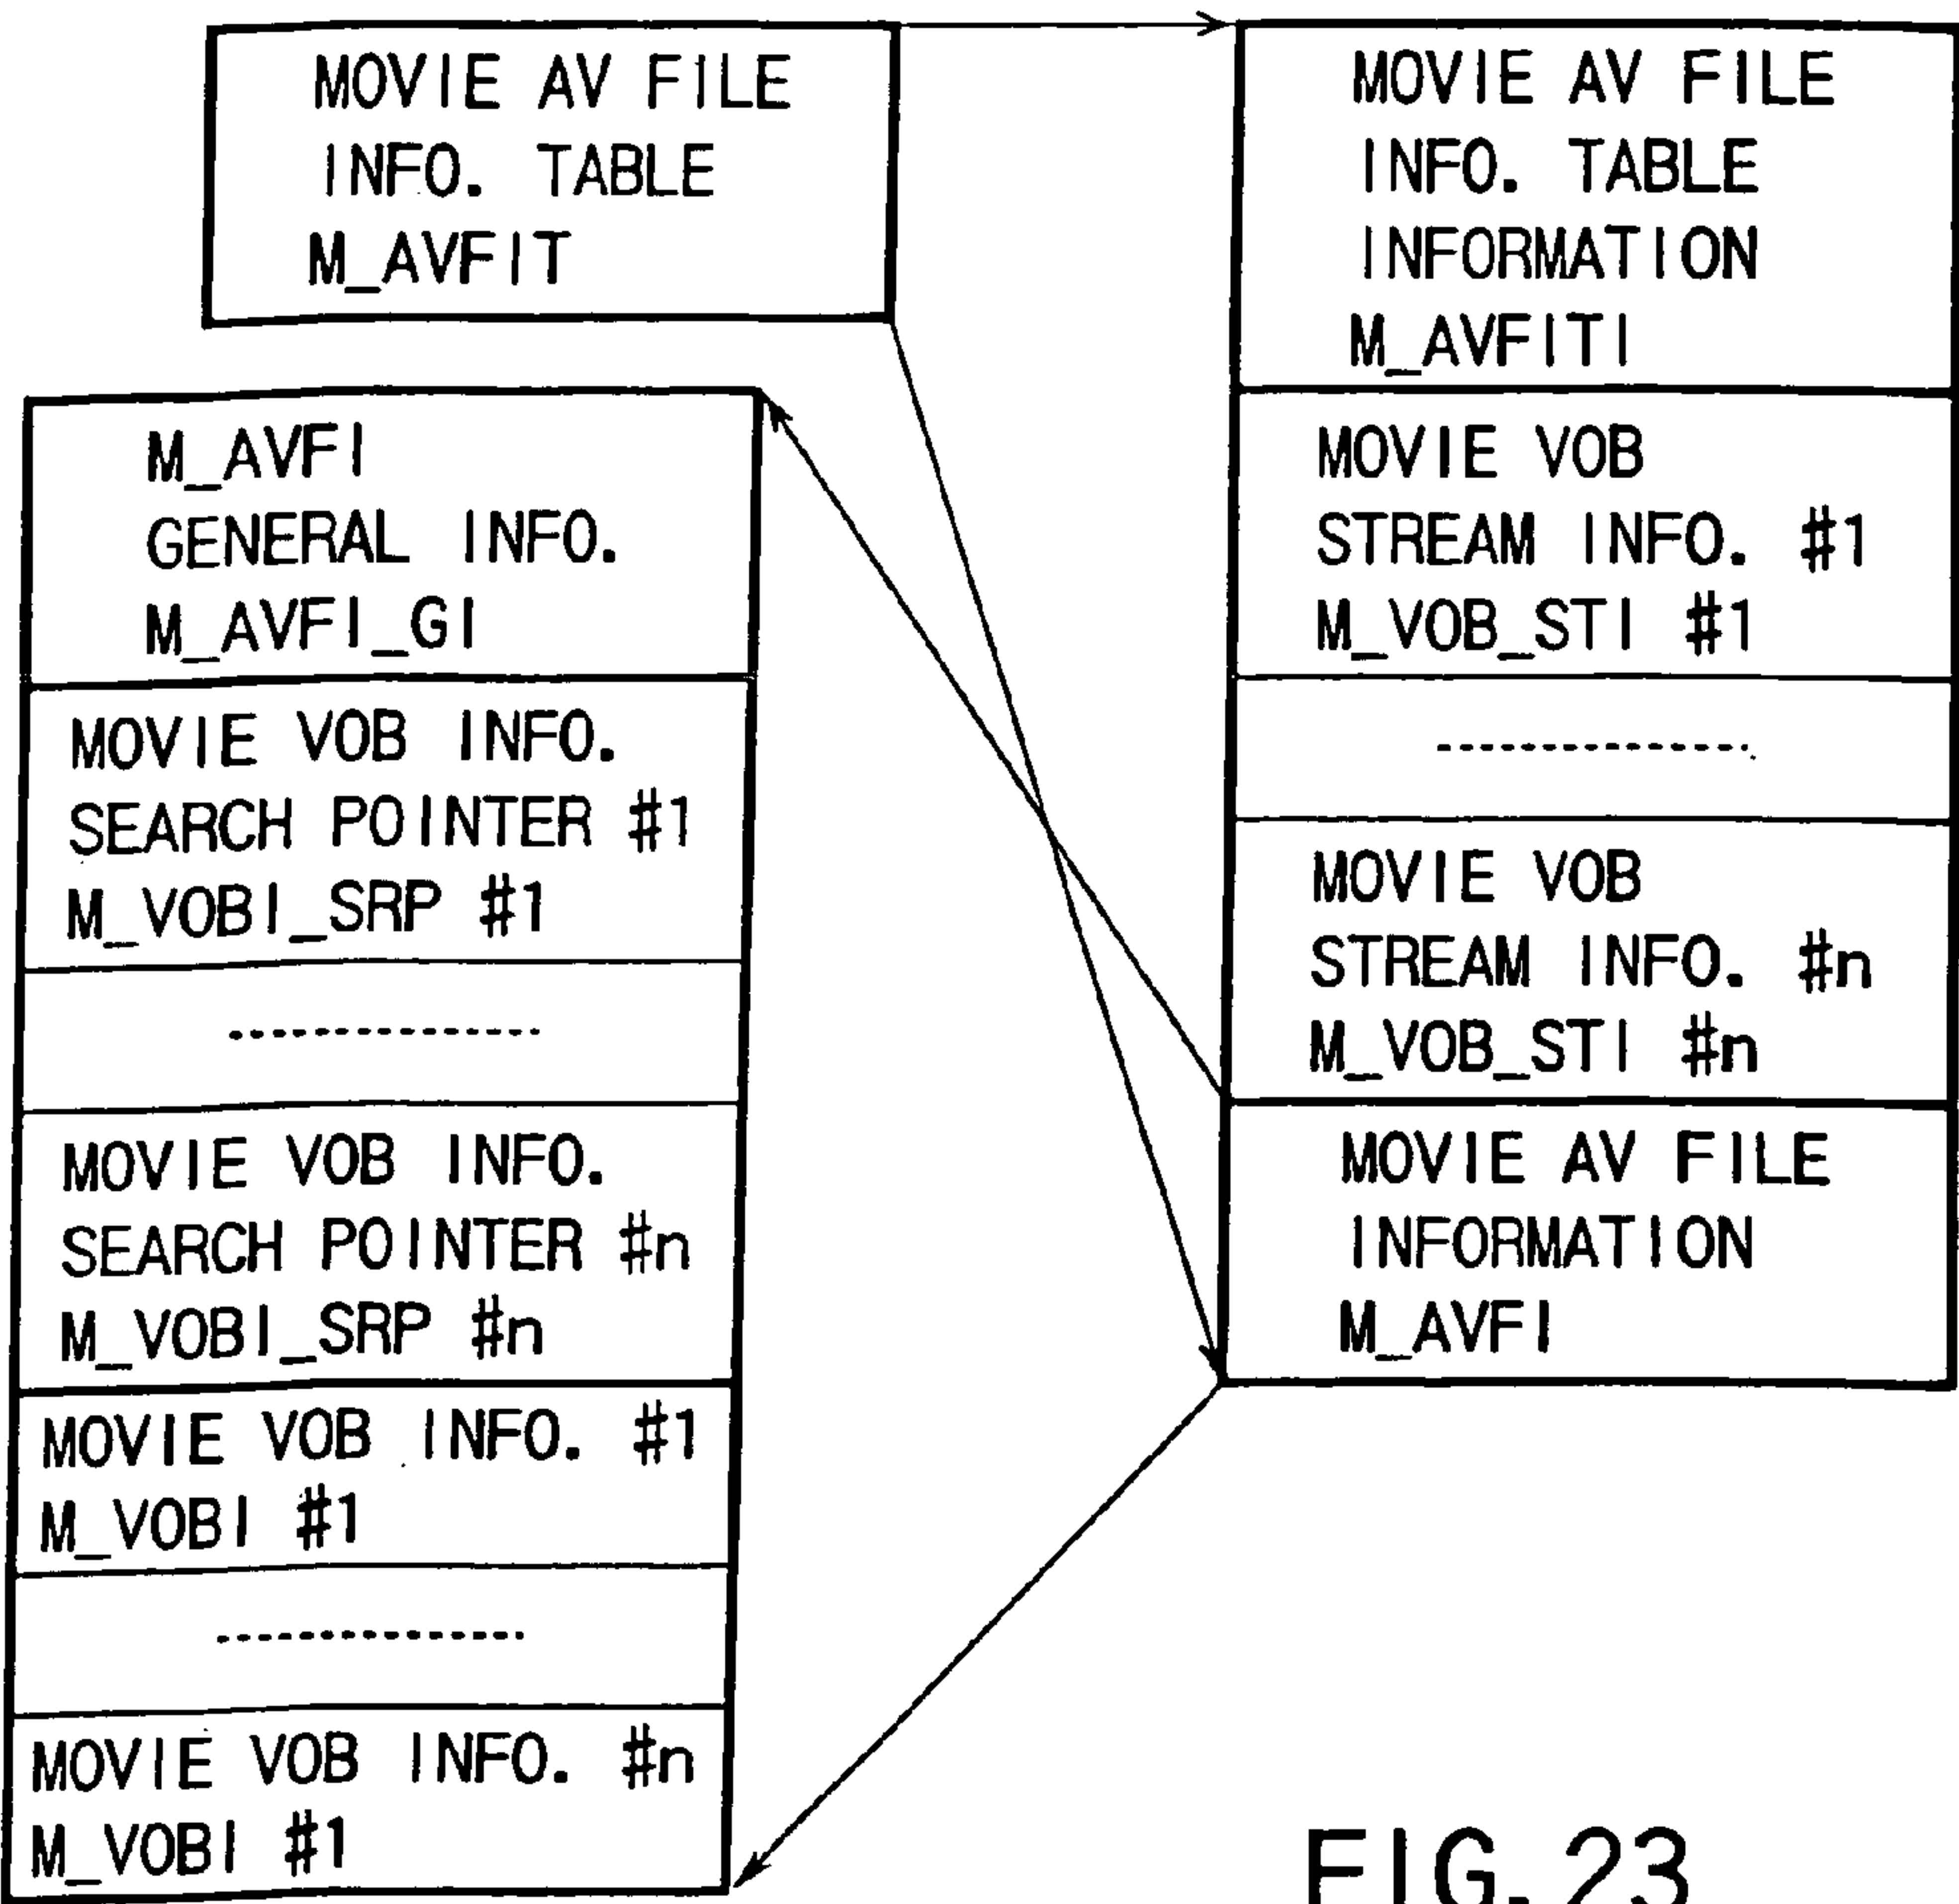 MOVIE AV FILE
INFO. TABLE
M_AVFIT
MOVIE AV FILE
INFO. TABLE
INFORMATION
M_AVFITI
MOVIE VOB
STREAM INFO. #1
M_VOB_STI #1
MOVIE VOB
STREAM INFO. #n
M_VOB_STI #n
MOVIE AV FILE
INFORMATION
M_AVFI
M_AVFI
GENERAL INFO.
M_AVFI_GI
MOVIE VOB INFO.
SEARCH POINTER #1
M_VOBI_SRP #1
MOVIE VOB INFO.
SEARCH POINTER #n
M_VOBI_SRP #n
MOVIE VOB INFO. #1
M_VOBI #1
MOVIE VOB INFO. #n
M_VOBI #1
FIG. 23